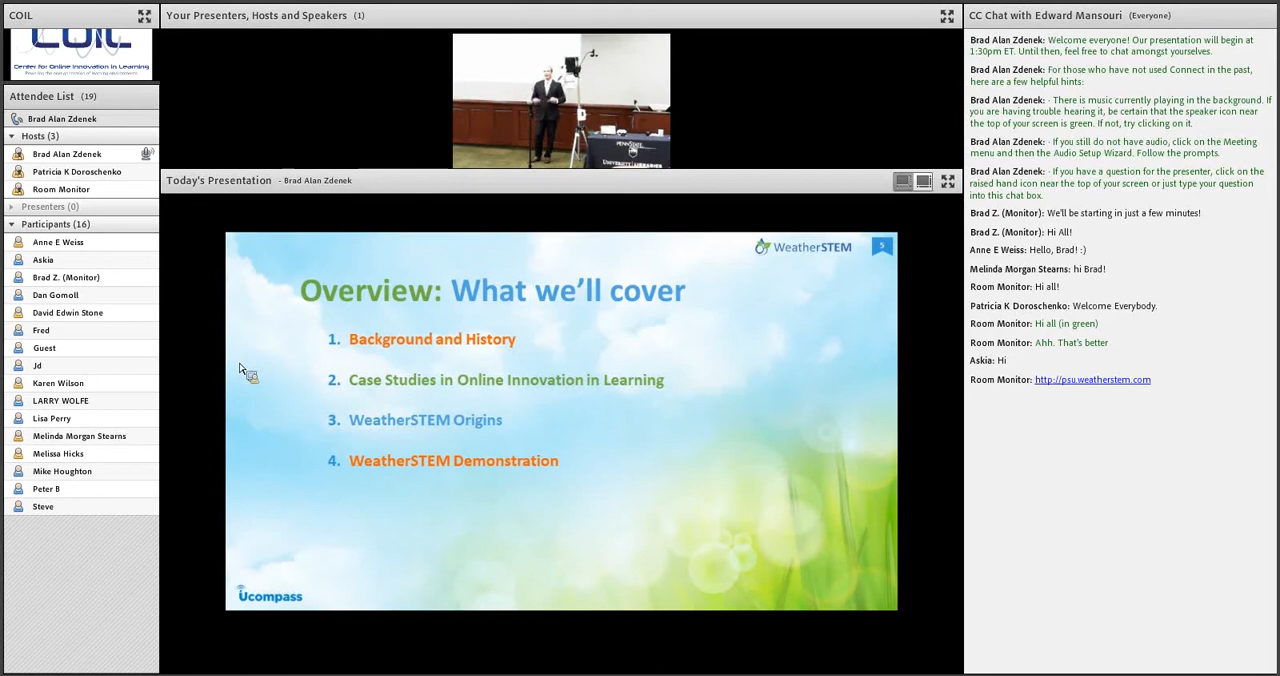 COIL
COIL
Center for Online Innovation in Learning
Attendee List (19)
Brad Alan Zdenek
Hosts (3)
Brad Alan Zdenek
Patricia K Doroschenko
Room Monitor
Presenters (0)
Participants (16)
Anne E Weiss
Askia
Brad Z. (Monitor)
Dan Gomoll
David Edwin Stone
Fred
Guest
Jd
Karen Wilson
LARRY WOLFE
Lisa Perry
Melinda Morgan Stearns
Melissa Hicks
Mike Houghton
Peter B
Steve
Your Presenters, Hosts and Speakers (1)
PENNSTATE
UNIVERSITY LIBRARIES
Today's Presentation - Brad Alan Zdenek
WeatherSTEM
5
Overview: What we'll cover
1. Background and History
2. Case Studies in Online Innovation in Learning
3. WeatherSTEM Origins
4. WeatherSTEM Demonstration
Ucompass
CC Chat with Edward Mansouri (Everyone)
Brad Alan Zdenek: Welcome everyone! Our presentation will begin at
1:30pm ET. Until then, feel free to chat amongst yourselves.
Brad Alan Zdenek: For those who have not used Connect in the past,
here are a few helpful hints:
Brad Alan Zdenek: · There is music currently playing in the background. If
you are having trouble hearing it, be certain that the speaker icon near
the top of your screen is green. If not, try clicking on it.
Brad Alan Zdenek: · If you still do not have audio, click on the Meeting
menu and then the Audio Setup Wizard. Follow the prompts.
Brad Alan Zdenek: · If you have a question for the presenter, click on the
raised hand icon near the top of your screen or just type your question
into this chat box.
Brad Z. (Monitor): We'll be starting in just a few minutes!
Brad Z. (Monitor): Hi All!
Anne E Weiss: Hello, Brad! :)
Melinda Morgan Stearns: hi Brad!
Room Monitor: Hi all!
Patricia K Doroschenko: Welcome Everybody.
Room Monitor: Hi all (in green)
Room Monitor: Ahh. That's better
Askia: Hi
Room Monitor: http://psu.weatherstem.com